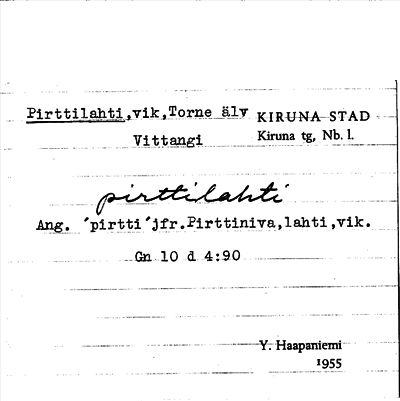 Pirttilahti,vik,Torne älv KIRUNA STAD
Vittangi Kiruna tg, Nb. l.
pirttilahti
Ang. ´pirtti´jfr.Pirttiniva,lahti,vik.
Gn 10 d 4:90
Y. Haapaniemi
1955